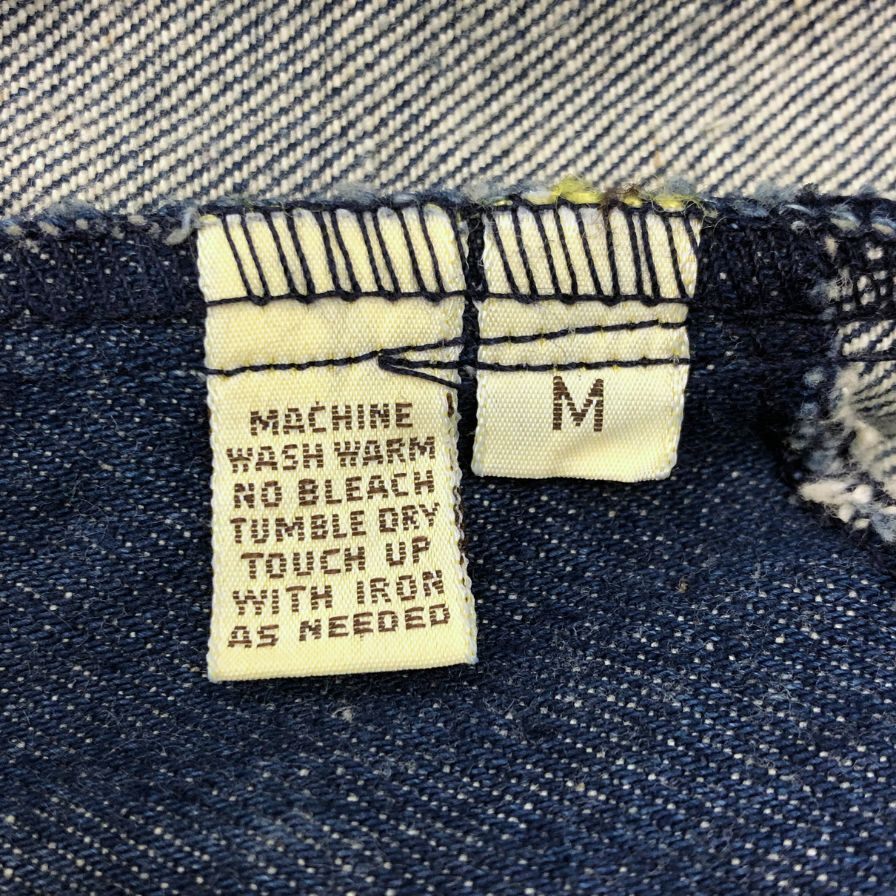 MACHINE
WASH WARM
NO BLEACH
TUMBLE DRY
TOUCH UP
WITH IRON
AS NEEDED
M